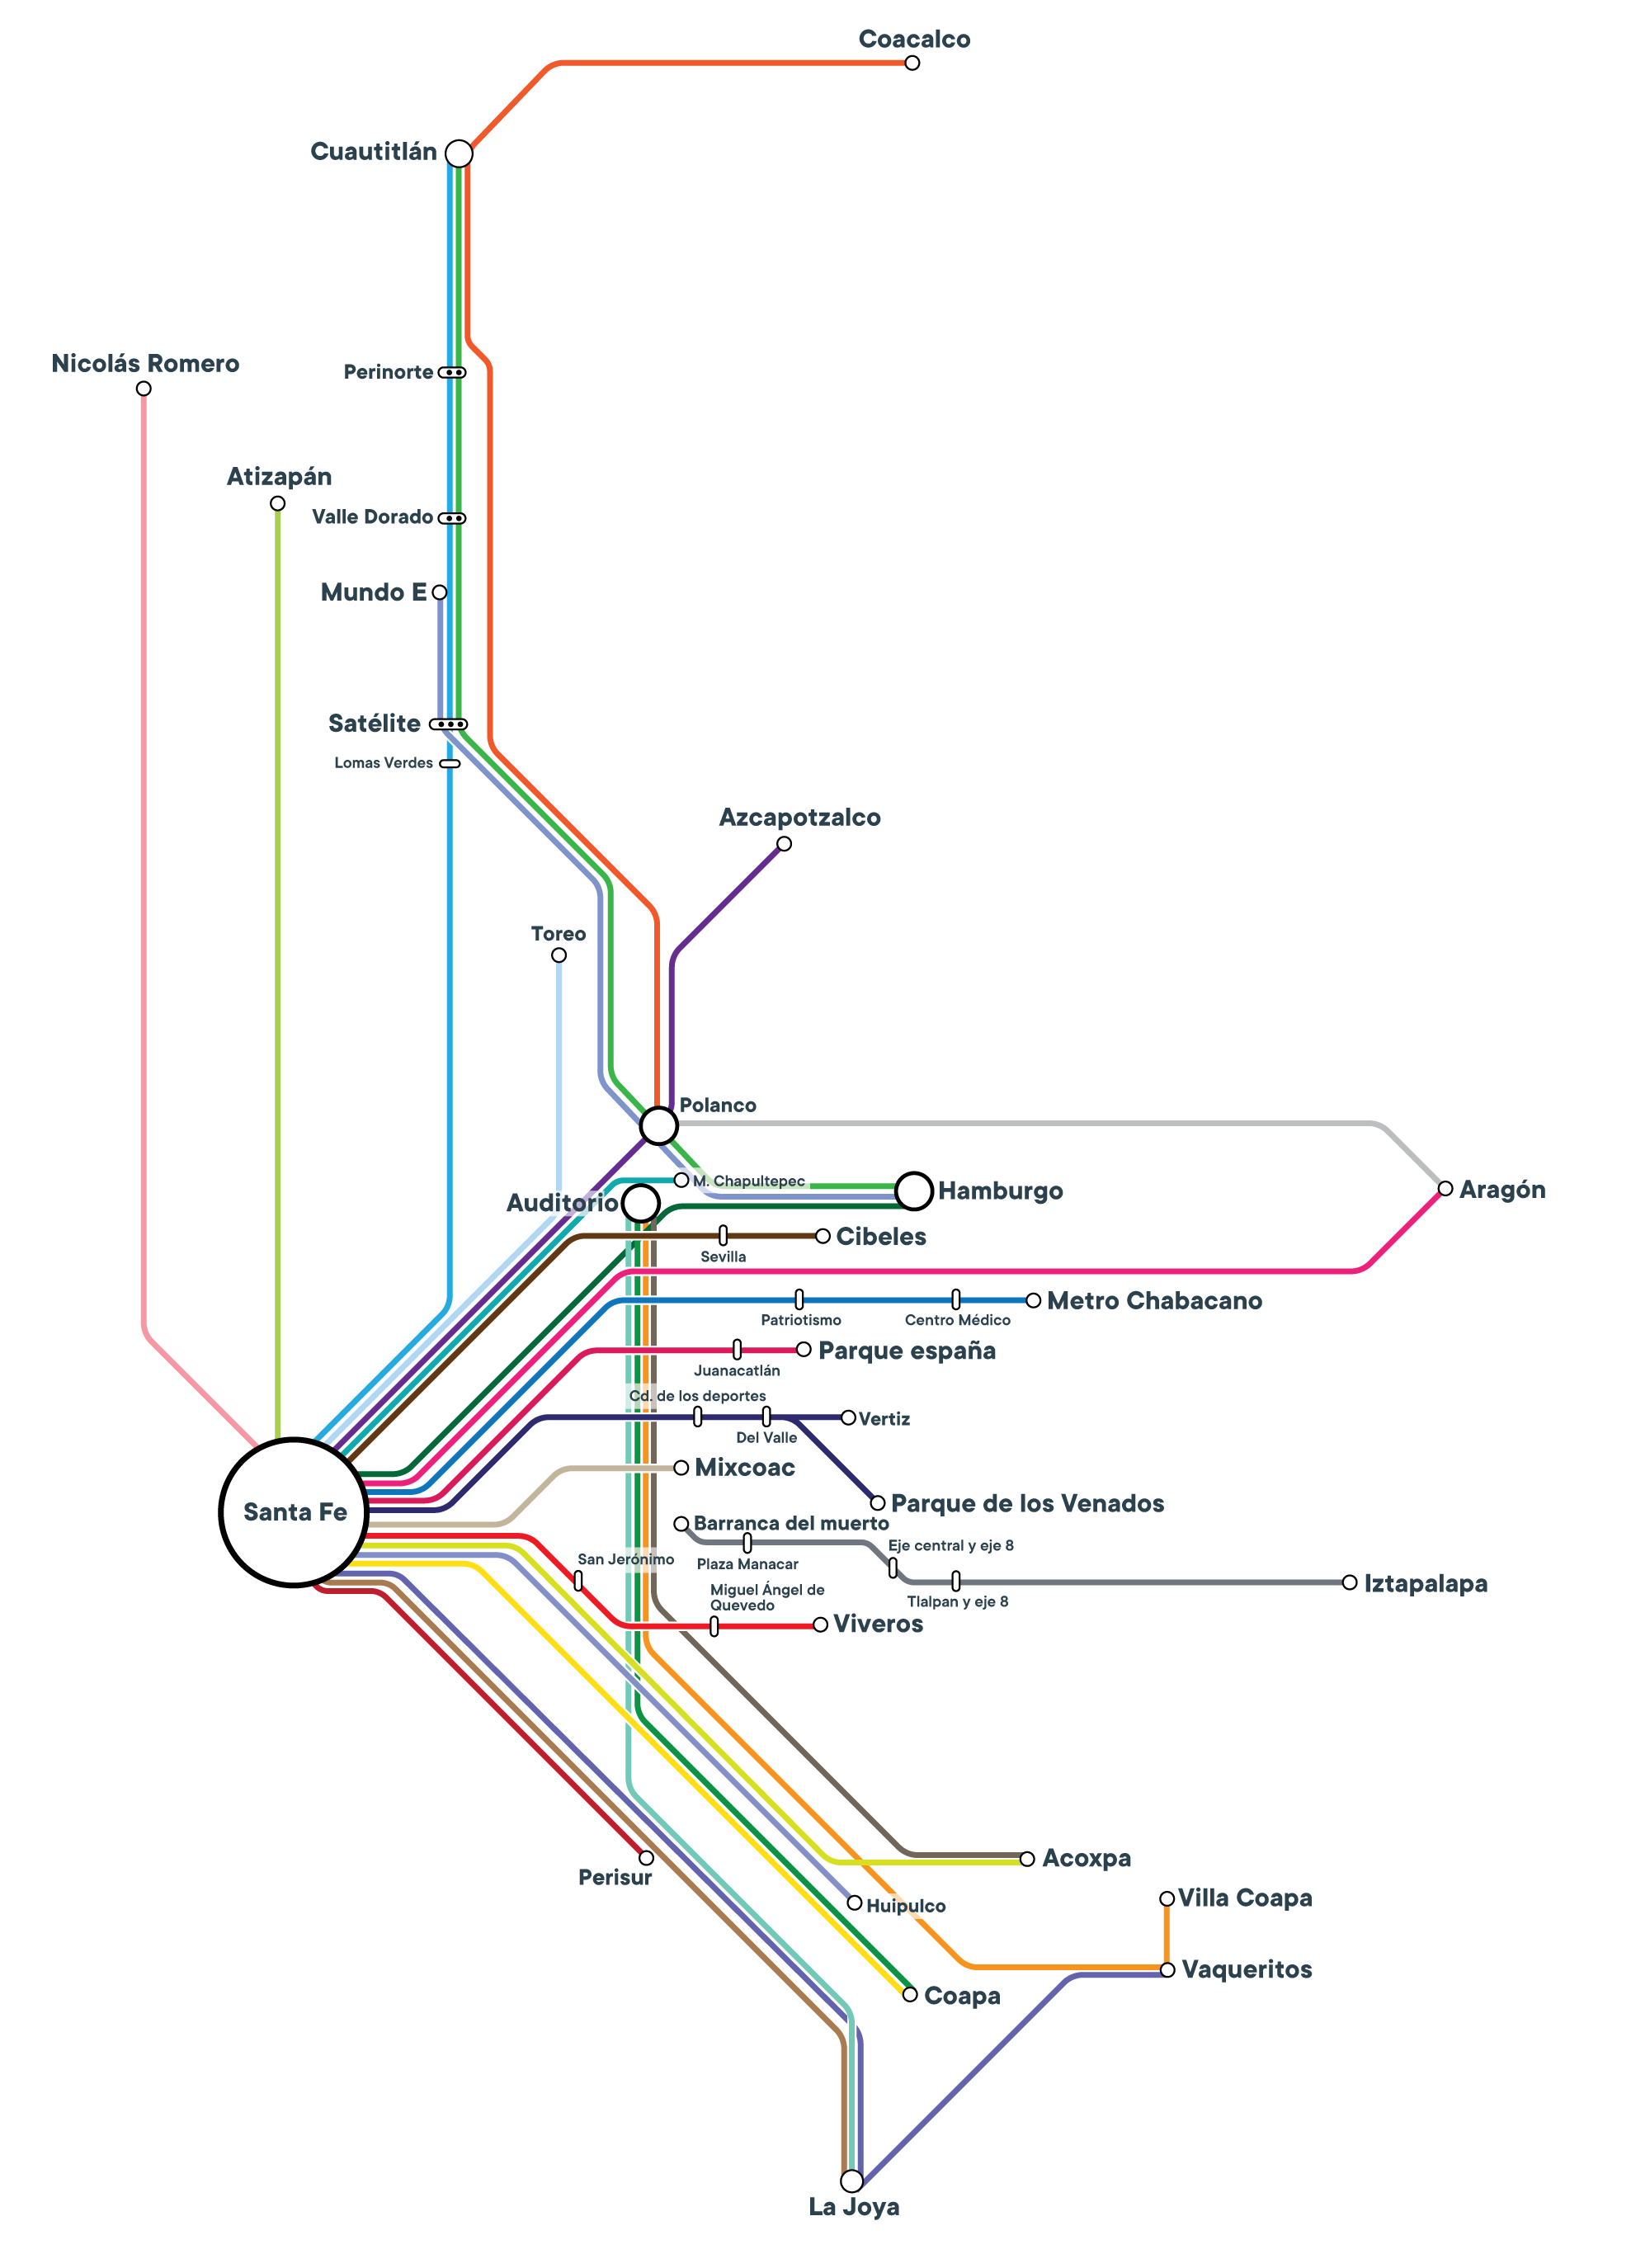 Coacalco
Cuautitlán
Nicolás Romero
Perinorte
Atizapán
Valle Dorado
Mundo E
Satélite
Lomas Verdes
Azcapotzalco
Toreo
Polanco
M. Chapultepec
Auditorio
Hamburgo
Aragón
Cibeles
Sevilla
Metro Chabacano
Patriotismo
Centro Médico
Parque españa
Juanacatlán
Cd. de los deportes
Vertiz
Del Valle
Mixcoac
Parque de los Venados
Santa Fe
Barranca del muerto
Eje central y eje 8
San Jerónimo
Plaza Manacar
Iztapalapa
Miguel Ángel de
Quevedo
Tlalpan y eje 8
Viveros
Acoxpa
Perisur
Villa Coapa
Huipulco
Vaqueritos
Coapa
La Joya